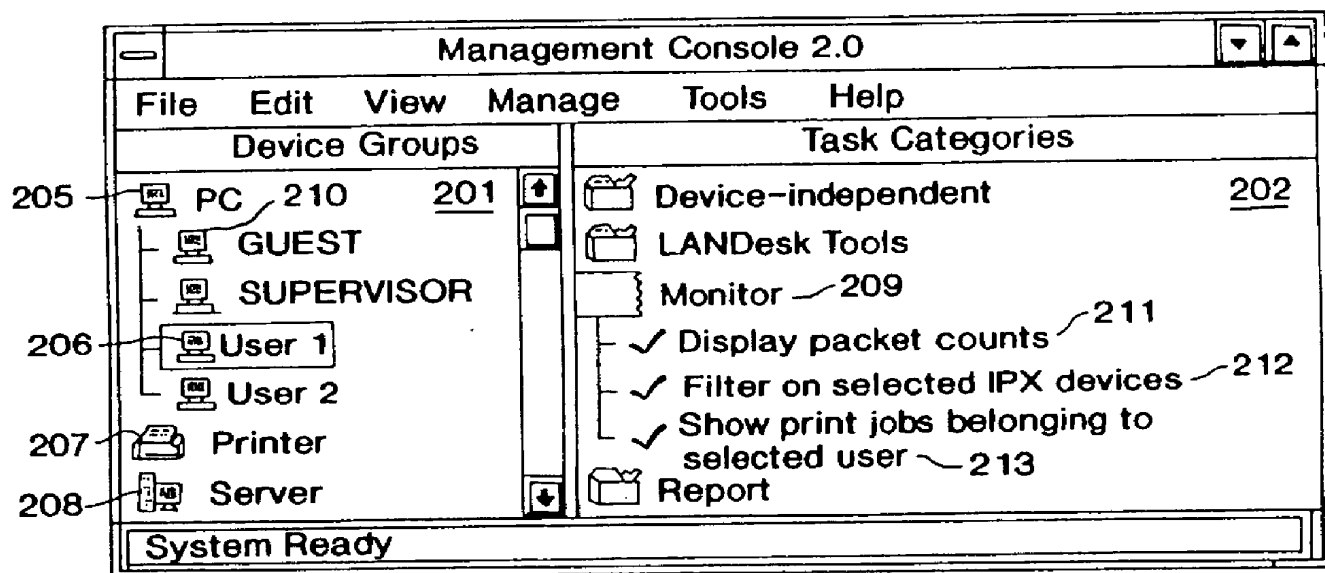 Management Console 2.0
File Edit View Manage Tools Help
Device Groups
Task Categories
205
PC
210
201
GUEST
SUPERVISOR
206
User 1
User 2
207
Printer
208
Server
Device-independent
202
LANDesk Tools
Monitor
209
Display packet counts
211
Filter on selected IPX devices
212
Show print jobs belonging to
selected user
213
Report
System Ready